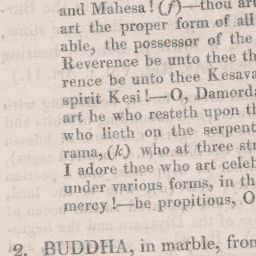 and Mahesa! (f)—thou art
art the proper form of all
able, the possessor of the
Reverence be unto thee th
rence be unto thee Kesava
spirit Kesi!—O, Damord
art he who resteth upon t
who lieth on the serpent
rama, (k) who at three st
I adore thee who art celeb
under various forms, in th
mercy!—be propitious, O
2. BUDDHA, in marble, from